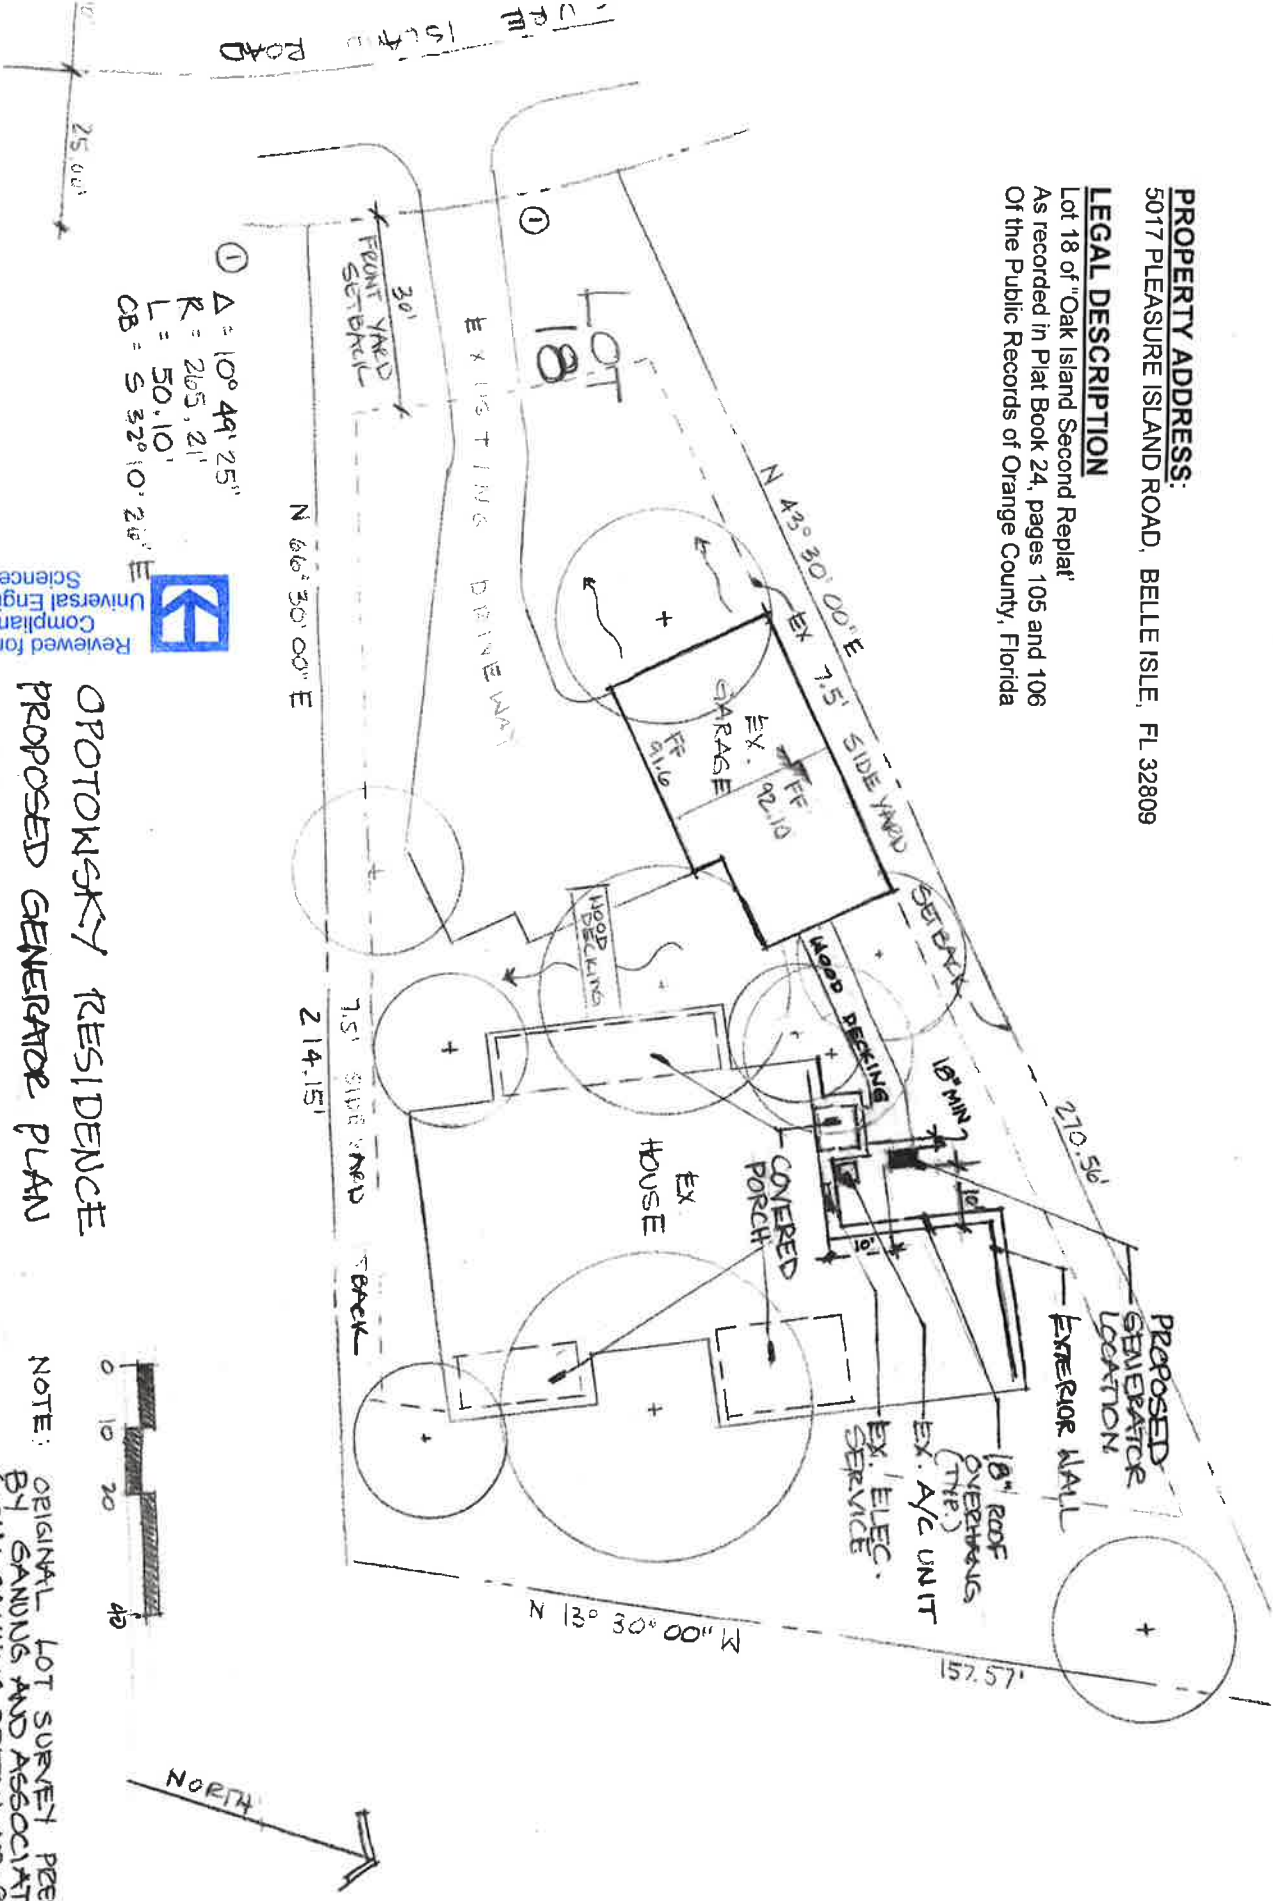 PROPERTY ADDRESS:
5017 PLEASURE ISLAND ROAD, BELLE ISLE, FL 32809
LEGAL DESCRIPTION
Lot 18 of "Oak Island Second Replat'
As recorded in Plat Book 24, pages 105 and 106
Of the Public Records of Orange County, Florida
ROAD
25.00'
①
① Δ = 10° 49' 25"
R = 265.21'
L = 50.10'
CB = S 32° 10' 26" E
30'
FRONT YARD
SETBACK
LOT
18
EXISTING DRIVEWAY
N 43° 30' 00" E
270.56'
EX 7.5' SIDE YARD SETBACK
EX.
GARAGE
FF
91.6
FF
92.10
N 66° 30' 00" E
214.15'
7.5' SIDE YARD
BACK
WOOD
DECKING
WOOD DECKING
18" MIN
10'
10'
EX
HOUSE
COVERED
PORCH
PROPOSED
GENERATOR
LOCATION
EXTERIOR WALL
18" ROOF
OVERHANG
(TYP.)
EX. A/C UNIT
EX. ELEC.
SERVICE
N 13° 30' 00" W
157.57'
Reviewed for
Complian
Universal Engi
Science
OPOTOWSKY RESIDENCE
PROPOSED GENERATOR PLAN
0 10 20 40
NOTE: ORIGINAL LOT SURVEY PRE
BY GANUNG AND ASSOCIAT
NORTH